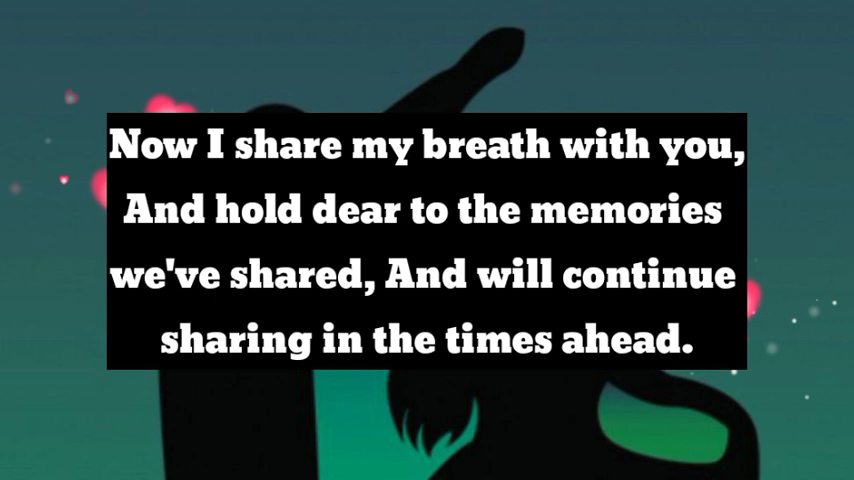 Now I share my breath with you,
And hold dear to the memories
we've shared, And will continue
sharing in the times ahead.